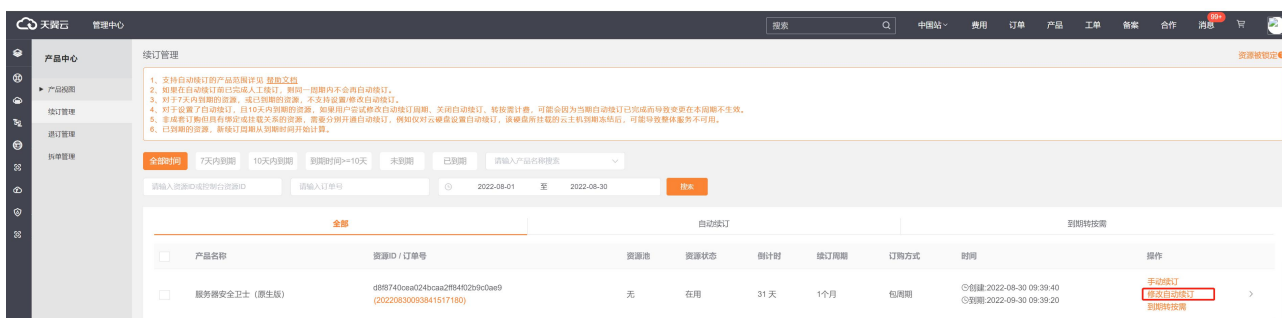 天翼云 管理中心 搜索 中国站 费用 订单 产品 工单 备案 合作 消息 99+
产品中心
产品视图
续订管理
退订管理
拆单管理
续订管理 资源被锁定
1、支持自动续订的产品范围详见 帮助文档
2、如果在自动续订前已完成人工续订，则同一周期内不会再自动续订。
3、对于7天内到期的资源，或已到期的资源，不支持设置/修改自动续订。
4、对于设置了自动续订，且10天内到期的资源，如果用户尝试修改自动续订周期、关闭自动续订，转按需计费，可能会因为当期自动续订已完成而导致变更在本周期不生效。
5、非成套订购但具有绑定或挂载关系的资源，需要分别开通自动续订，例如仅对云硬盘设置自动续订，该硬盘所挂载的云主机到期冻结后，可能导致整体服务不可用。
6、已到期的资源，新续订周期从到期时间开始计算。
全部时间 7天内到期 10天内到期 到期时间>=10天 未到期 已到期 请输入产品名称搜索
请输入资源ID或控制台资源ID 请输入订单号 2022-08-01 至 2022-08-30 搜索
全部 自动续订 到期转按需
产品名称 资源ID / 订单号 资源池 资源状态 倒计时 续订周期 订购方式 时间 操作
服务器安全卫士（原生版） d8f8740cea024bcaa2ff84f02b9c0ae9 无 在用 31 天 1个月 包周期 创建:2022-08-30 09:39:40 手动续订
(20220830093841517180) 到期:2022-09-30 09:39:20 修改自动续订
到期转按需